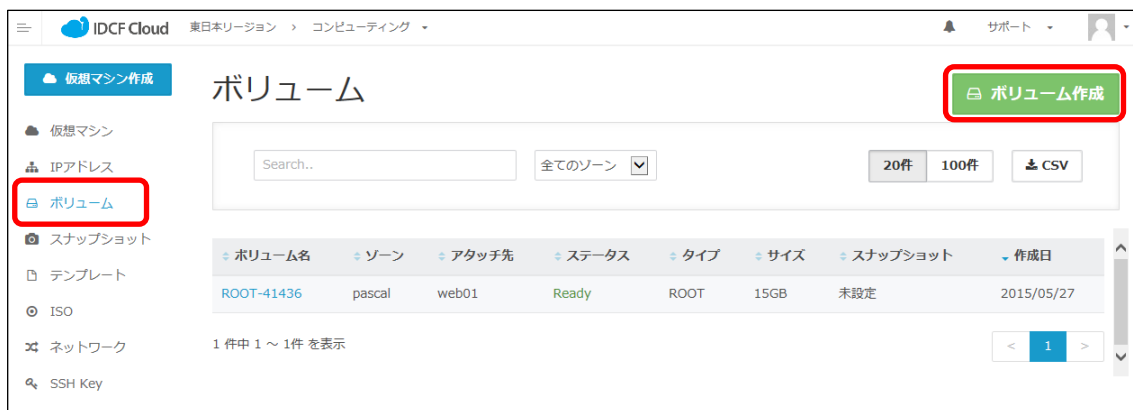 IDCF Cloud 東日本リージョン › コンピューティング サポート
仮想マシン作成
ボリューム
ボリューム作成
仮想マシン
IPアドレス
ボリューム
スナップショット
テンプレート
ISO
ネットワーク
SSH Key
Search.. 全てのゾーン 20件 100件 CSV
ボリューム名 ゾーン アタッチ先 ステータス タイプ サイズ スナップショット 作成日
ROOT-41436 pascal web01 Ready ROOT 15GB 未設定 2015/05/27
1 件中 1 ～ 1件 を表示
< 1 >